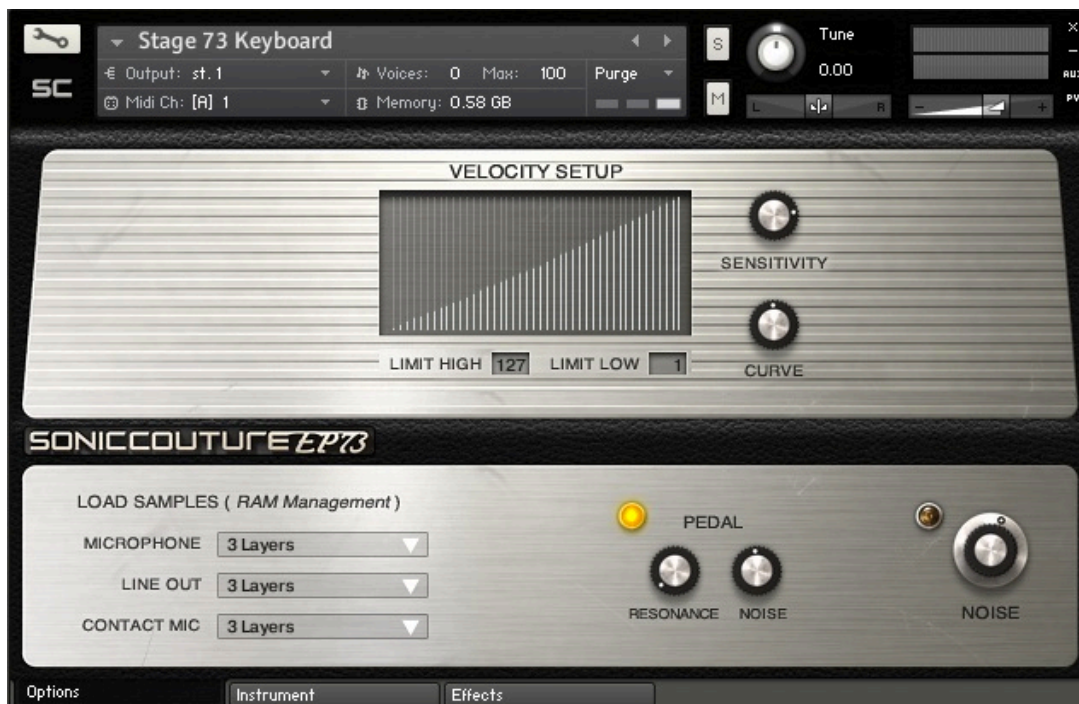 Stage 73 Keyboard
S
Tune
0.00
×
–
AUX
PV
SC
Output: st. 1
Voices: 0 Max: 100
Purge
Midi Ch: [A] 1
Memory: 0.58 GB
M
L R
– +
VELOCITY SETUP
SENSITIVITY
LIMIT HIGH 127 LIMIT LOW 1
CURVE
SONICCOUTURE EP73
LOAD SAMPLES ( RAM Management )
MICROPHONE 3 Layers
LINE OUT 3 Layers
CONTACT MIC 3 Layers
PEDAL
RESONANCE NOISE
NOISE
Options Instrument Effects